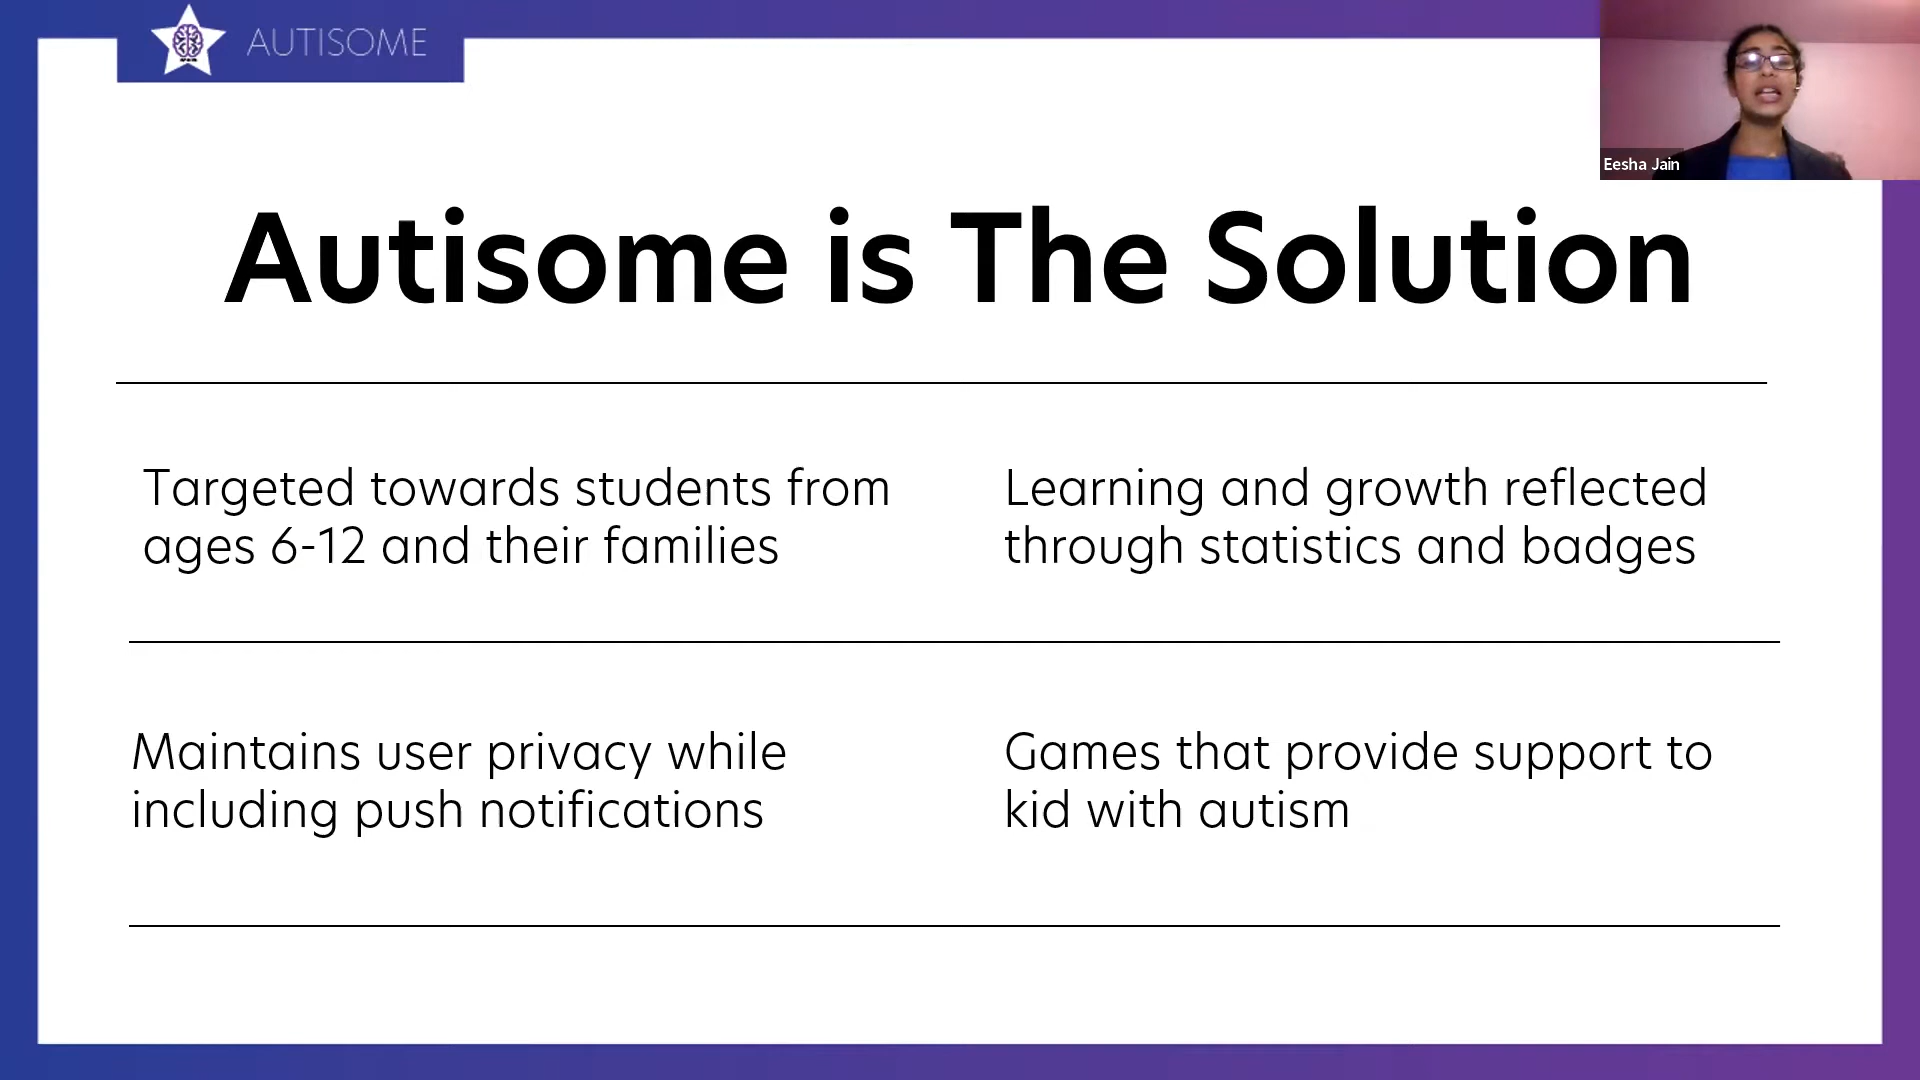 AUTISOME
Eesha Jain
Autisome is The Solution
Targeted towards students from
ages 6-12 and their families
Learning and growth reflected
through statistics and badges
Maintains user privacy while
including push notifications
Games that provide support to
kid with autism